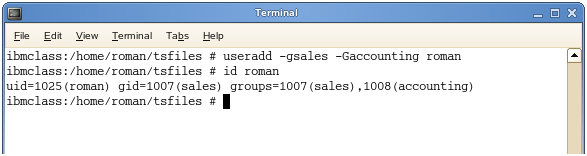 Terminal
File Edit View Terminal Tabs Help
ibmclass:/home/roman/tsfiles # useradd -gsales -Gaccounting roman
ibmclass:/home/roman/tsfiles # id roman
uid=1025(roman) gid=1007(sales) groups=1007(sales),1008(accounting)
ibmclass:/home/roman/tsfiles #